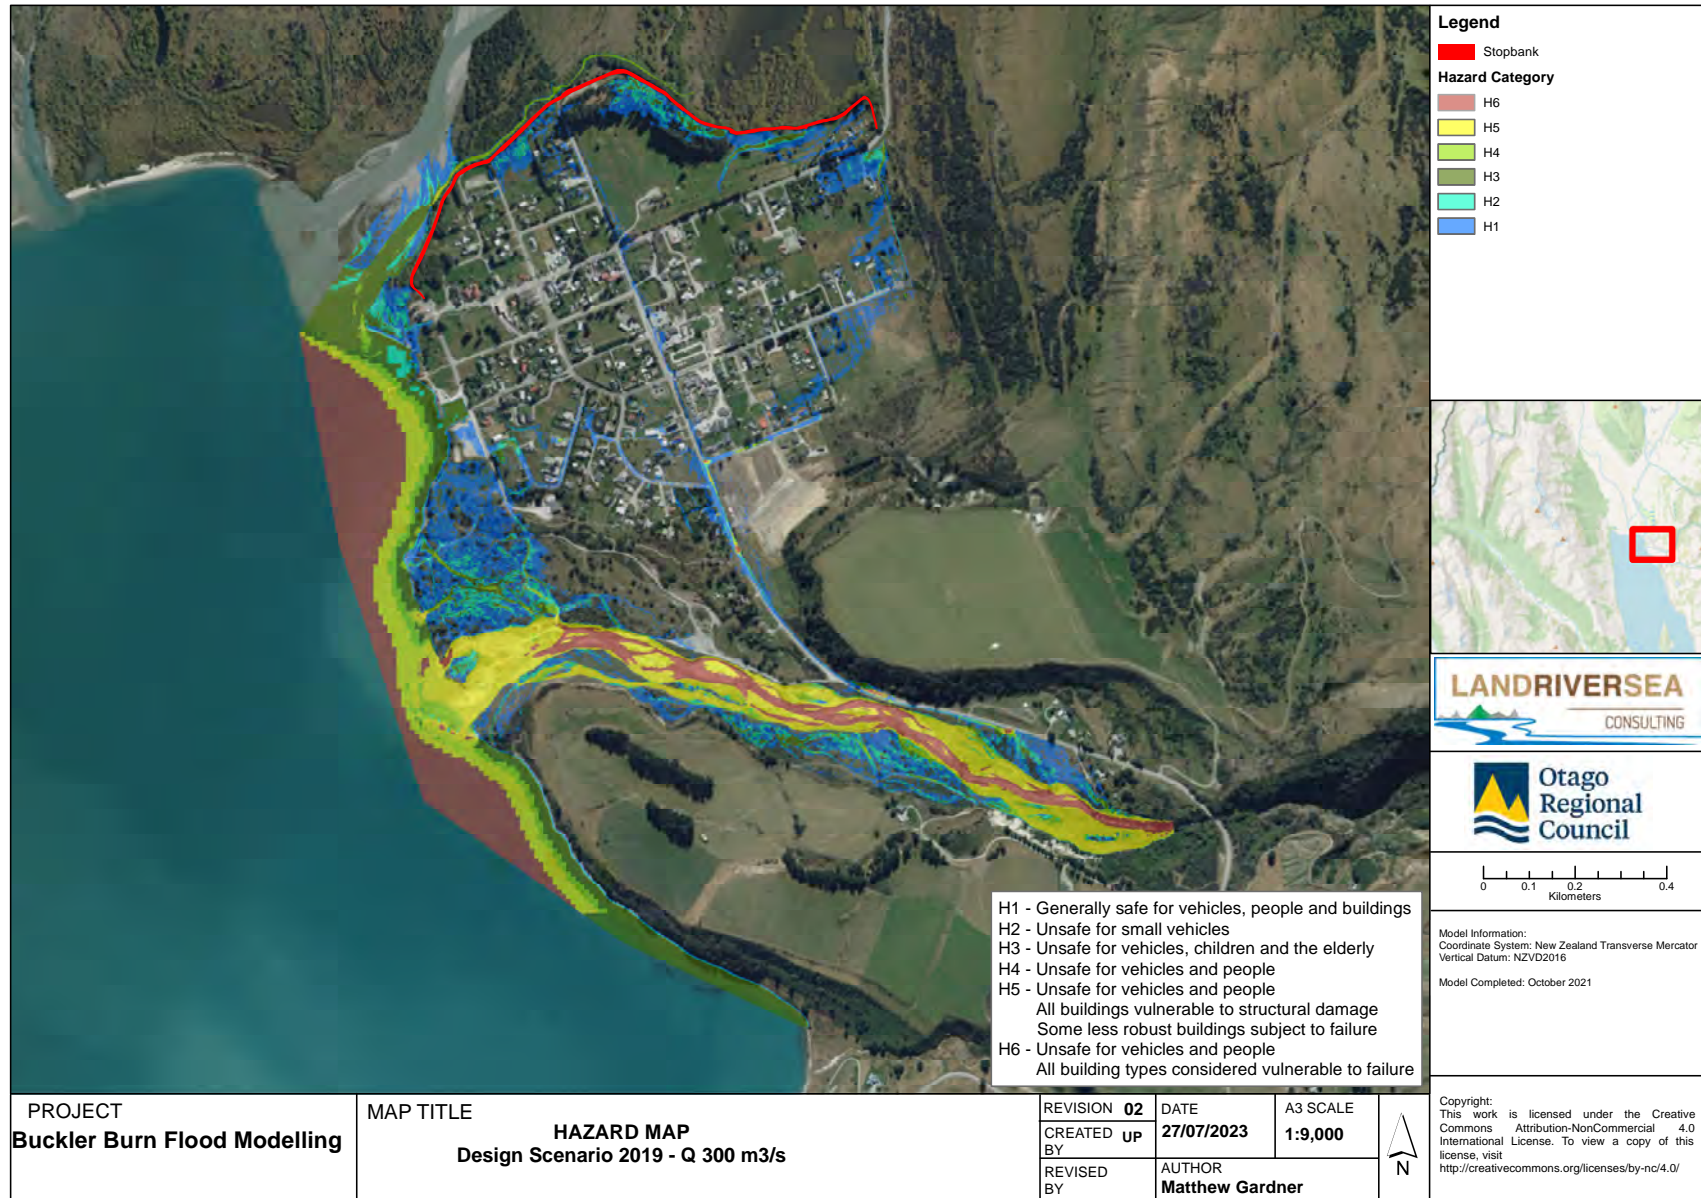 Legend
Stopbank
Hazard Category
H6
H5
H4
H3
H2
H1
LANDRIVERSEA
CONSULTING
Otago
Regional
Council
0 0.1 0.2 0.4
Kilometers
Model Information:
Coordinate System: New Zealand Transverse Mercator
Vertical Datum: NZVD2016
Model Completed: October 2021
Copyright:
This work is licensed under the Creative
Commons Attribution-NonCommercial 4.0
International License. To view a copy of this
license, visit
http://creativecommons.org/licenses/by-nc/4.0/
H1 - Generally safe for vehicles, people and buildings
H2 - Unsafe for small vehicles
H3 - Unsafe for vehicles, children and the elderly
H4 - Unsafe for vehicles and people
H5 - Unsafe for vehicles and people
All buildings vulnerable to structural damage
Some less robust buildings subject to failure
H6 - Unsafe for vehicles and people
All building types considered vulnerable to failure
PROJECT
Buckler Burn Flood Modelling
MAP TITLE
HAZARD MAP
Design Scenario 2019 - Q 300 m3/s
REVISION 02
CREATED BY UP
REVISED BY
DATE
27/07/2023
A3 SCALE
1:9,000
AUTHOR
Matthew Gardner
N